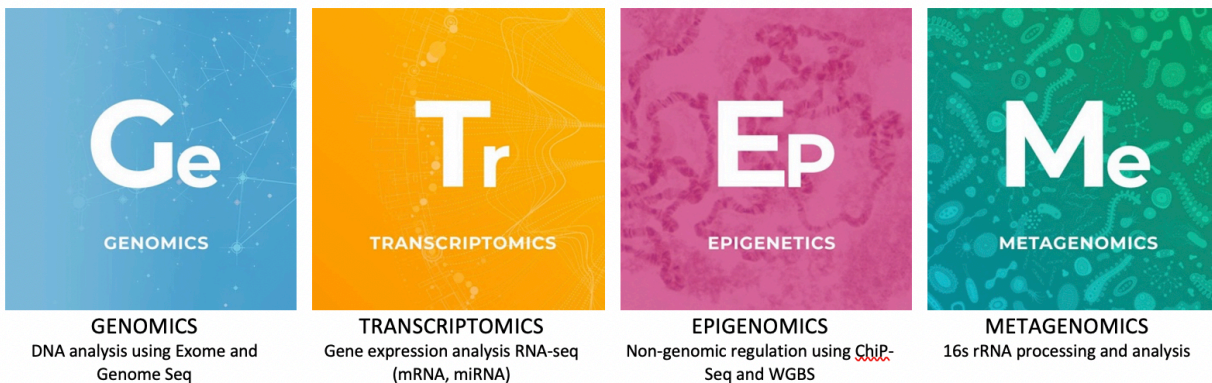 Ge
GENOMICS
Tr
TRANSCRIPTOMICS
EP
EPIGENETICS
Me
METAGENOMICS
GENOMICS
DNA analysis using Exome and
Genome Seq
TRANSCRIPTOMICS
Gene expression analysis RNA-seq
(mRNA, miRNA)
EPIGENOMICS
Non-genomic regulation using ChiP-
Seq and WGBS
METAGENOMICS
16s rRNA processing and analysis